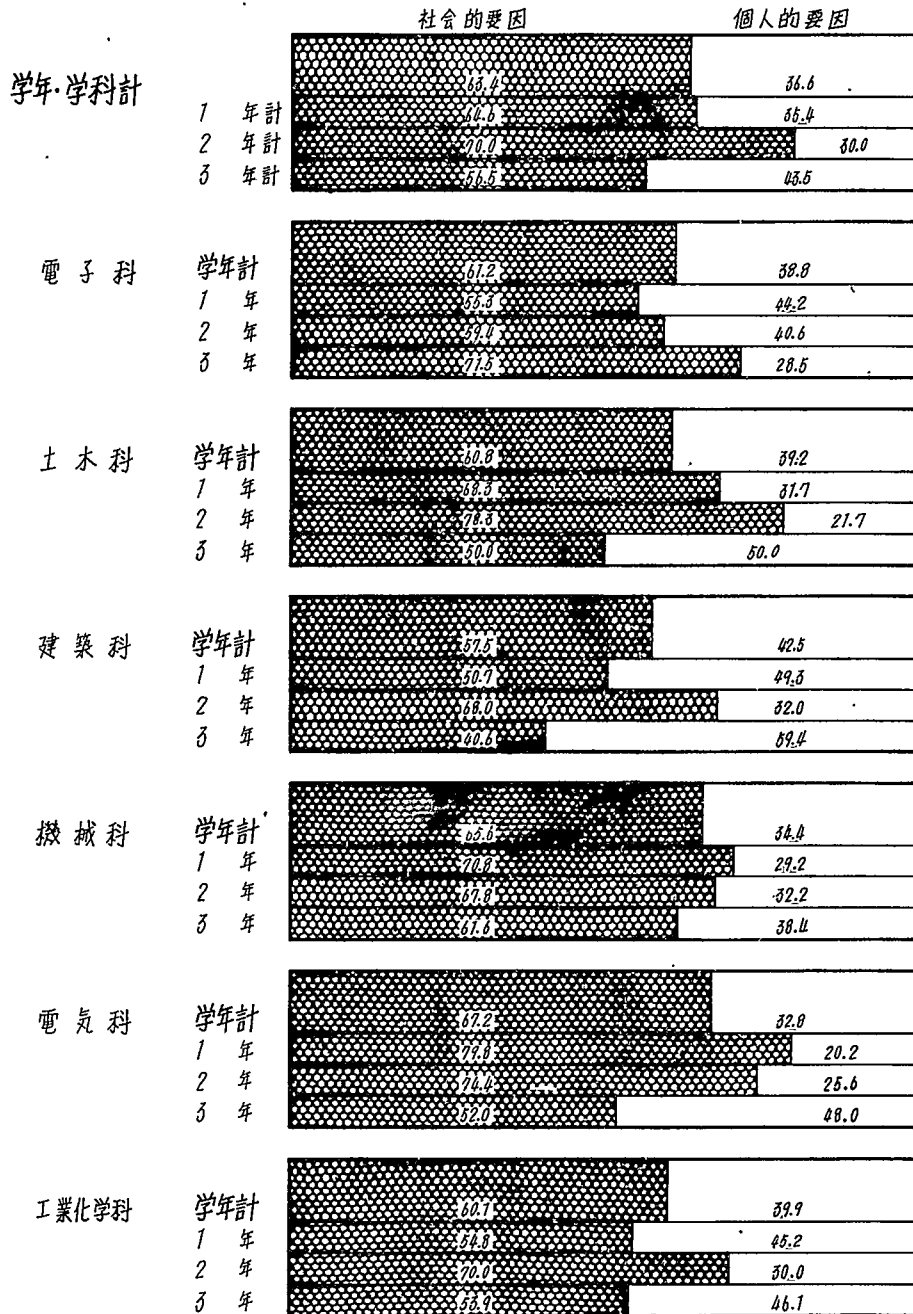 社会的要因 個人的要因
学年・学科計 63.4 36.6
1 年計 64.6 35.4
2 年計 70.0 30.0
3 年計 56.5 43.5
電子科 学年計 61.2 38.8
1 年 55.3 44.2
2 年 59.4 40.6
3 年 71.5 28.5
土木科 学年計 60.8 39.2
1 年 68.3 31.7
2 年 78.3 21.7
3 年 50.0 50.0
建築科 学年計 57.5 42.5
1 年 50.7 49.3
2 年 68.0 32.0
3 年 40.6 59.4
機械科 学年計 65.6 34.4
1 年 70.8 29.2
2 年 67.8 32.2
3 年 61.6 38.4
電気科 学年計 67.2 32.8
1 年 79.8 20.2
2 年 74.4 25.6
3 年 52.0 48.0
工業化学科 学年計 60.1 39.9
1 年 54.8 45.2
2 年 70.0 30.0
3 年 53.9 46.1